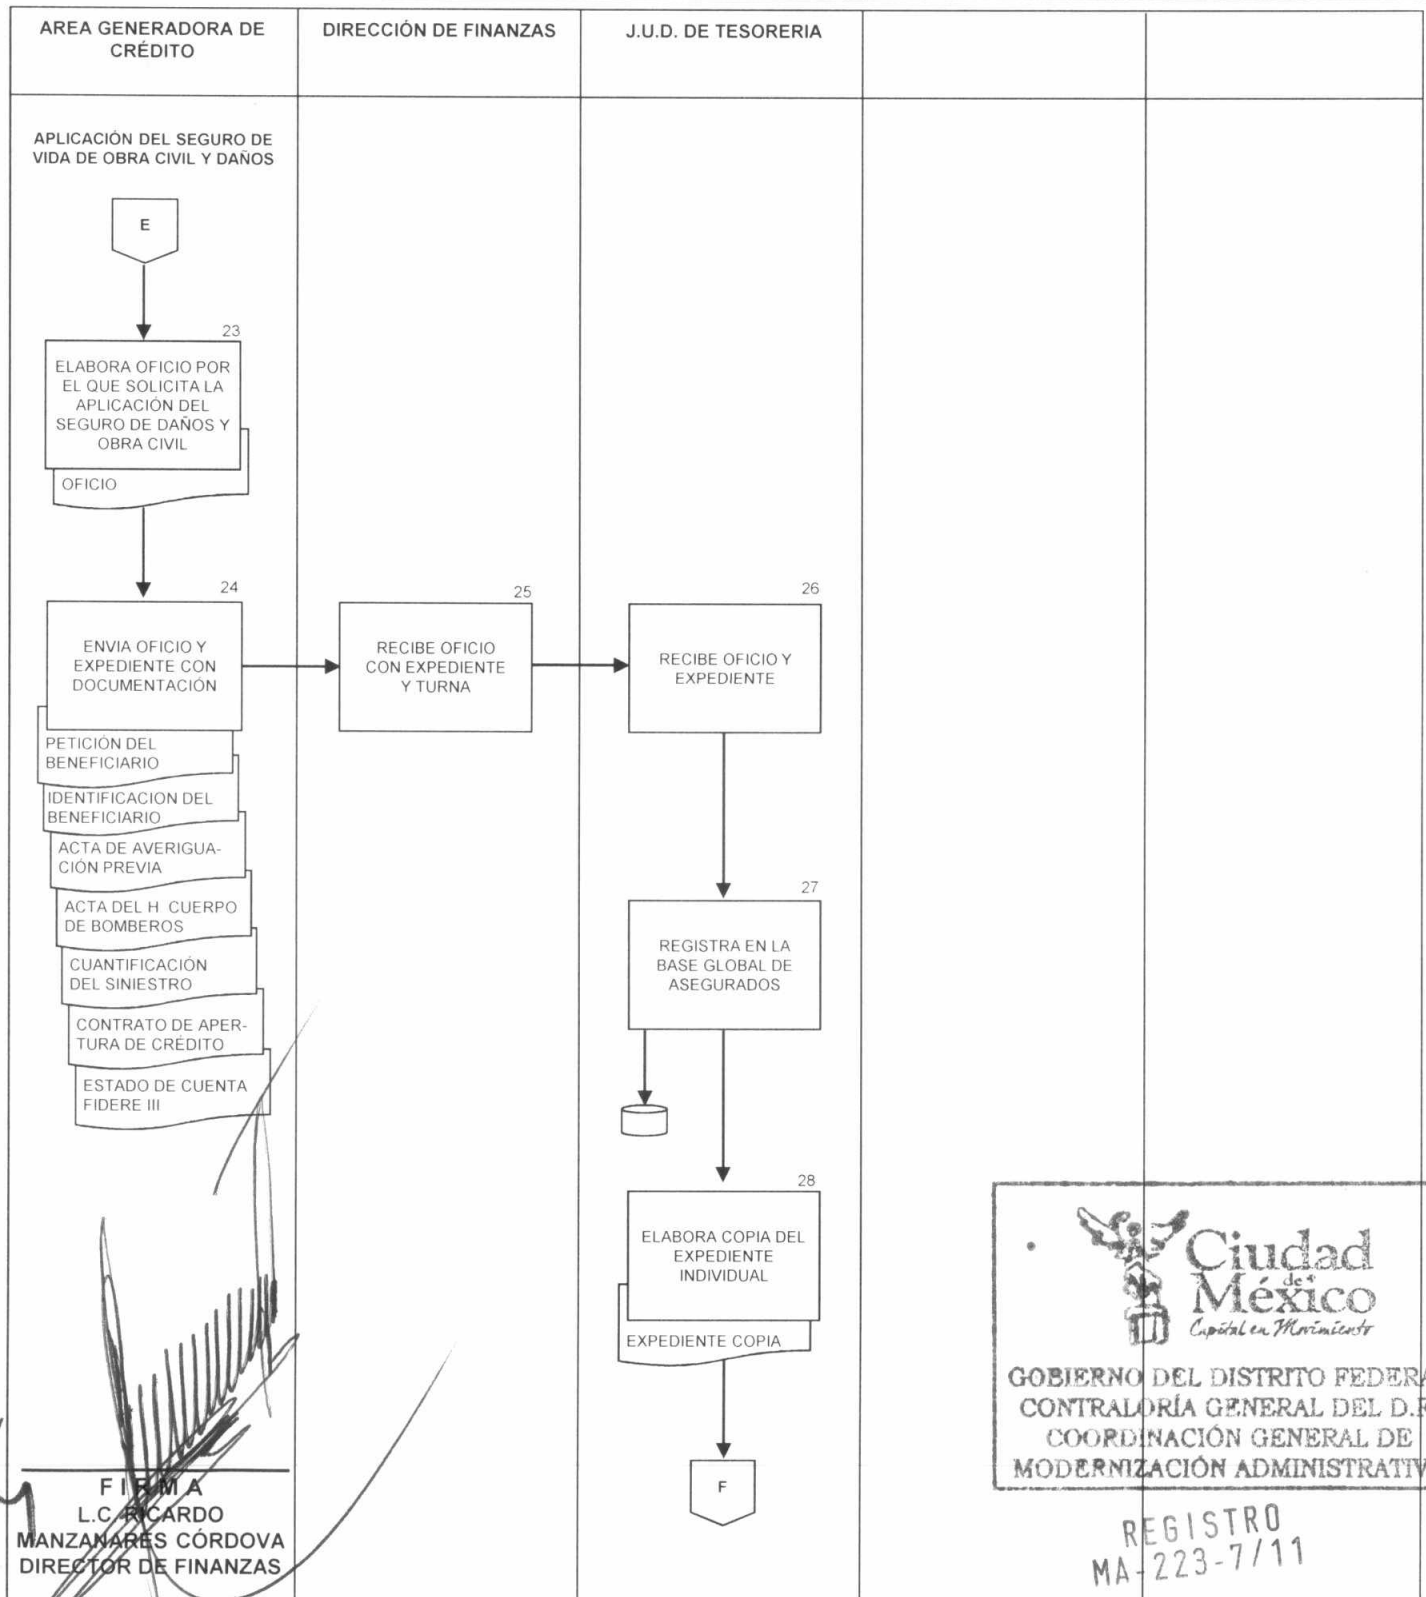 AREA GENERADORA DE
CRÉDITO
DIRECCIÓN DE FINANZAS
J.U.D. DE TESORERIA
APLICACIÓN DEL SEGURO DE
VIDA DE OBRA CIVIL Y DAÑOS
E
23
ELABORA OFICIO POR
EL QUE SOLICITA LA
APLICACIÓN DEL
SEGURO DE DAÑOS Y
OBRA CIVIL
OFICIO
24
ENVIA OFICIO Y
EXPEDIENTE CON
DOCUMENTACIÓN
PETICIÓN DEL
BENEFICIARIO
IDENTIFICACION DEL
BENEFICIARIO
ACTA DE AVERIGUA-
CIÓN PREVIA
ACTA DEL H. CUERPO
DE BOMBEROS
CUANTIFICACIÓN
DEL SINIESTRO
CONTRATO DE APER-
TURA DE CRÉDITO
ESTADO DE CUENTA
FIDERE III
25
RECIBE OFICIO
CON EXPEDIENTE
Y TURNA
26
RECIBE OFICIO Y
EXPEDIENTE
27
REGISTRA EN LA
BASE GLOBAL DE
ASEGURADOS
28
ELABORA COPIA DEL
EXPEDIENTE
INDIVIDUAL
EXPEDIENTE COPIA
F
FIRMA
L.C. RICARDO
MANZANARES CÓRDOVA
DIRECTOR DE FINANZAS
Ciudad
de
México
Capital en Movimiento
GOBIERNO DEL DISTRITO FEDERA
CONTRALORÍA GENERAL DEL D.F
COORDINACIÓN GENERAL DE
MODERNIZACIÓN ADMINISTRATIV
REGISTRO
MA-223-7/11